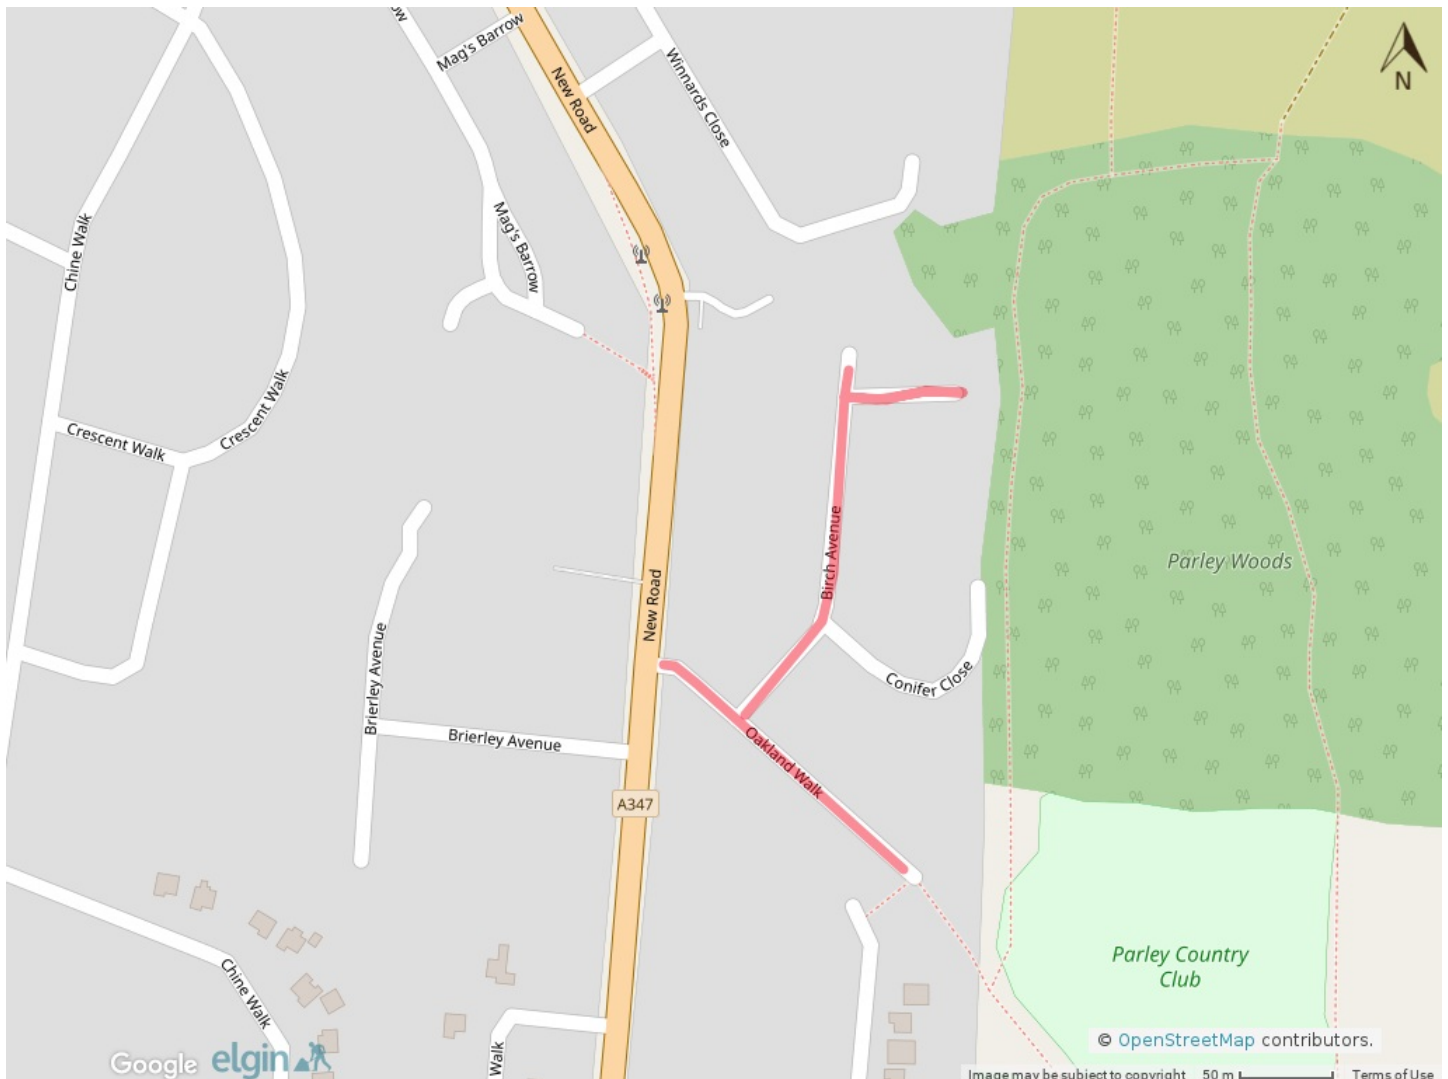 Mag's Barrow
New Road
Winnards Close
N
Chine Walk
Mag's Barrow
Crescent Walk
Crescent Walk
Birch Avenue
Parley Woods
New Road
Brierley Avenue
Conifer Close
Brierley Avenue
Oakland Walk
A347
Chine Walk
Parley Country
Club
Walk
© OpenStreetMap contributors.
Google elgin
Image may be subject to copyright 50 m Terms of Use